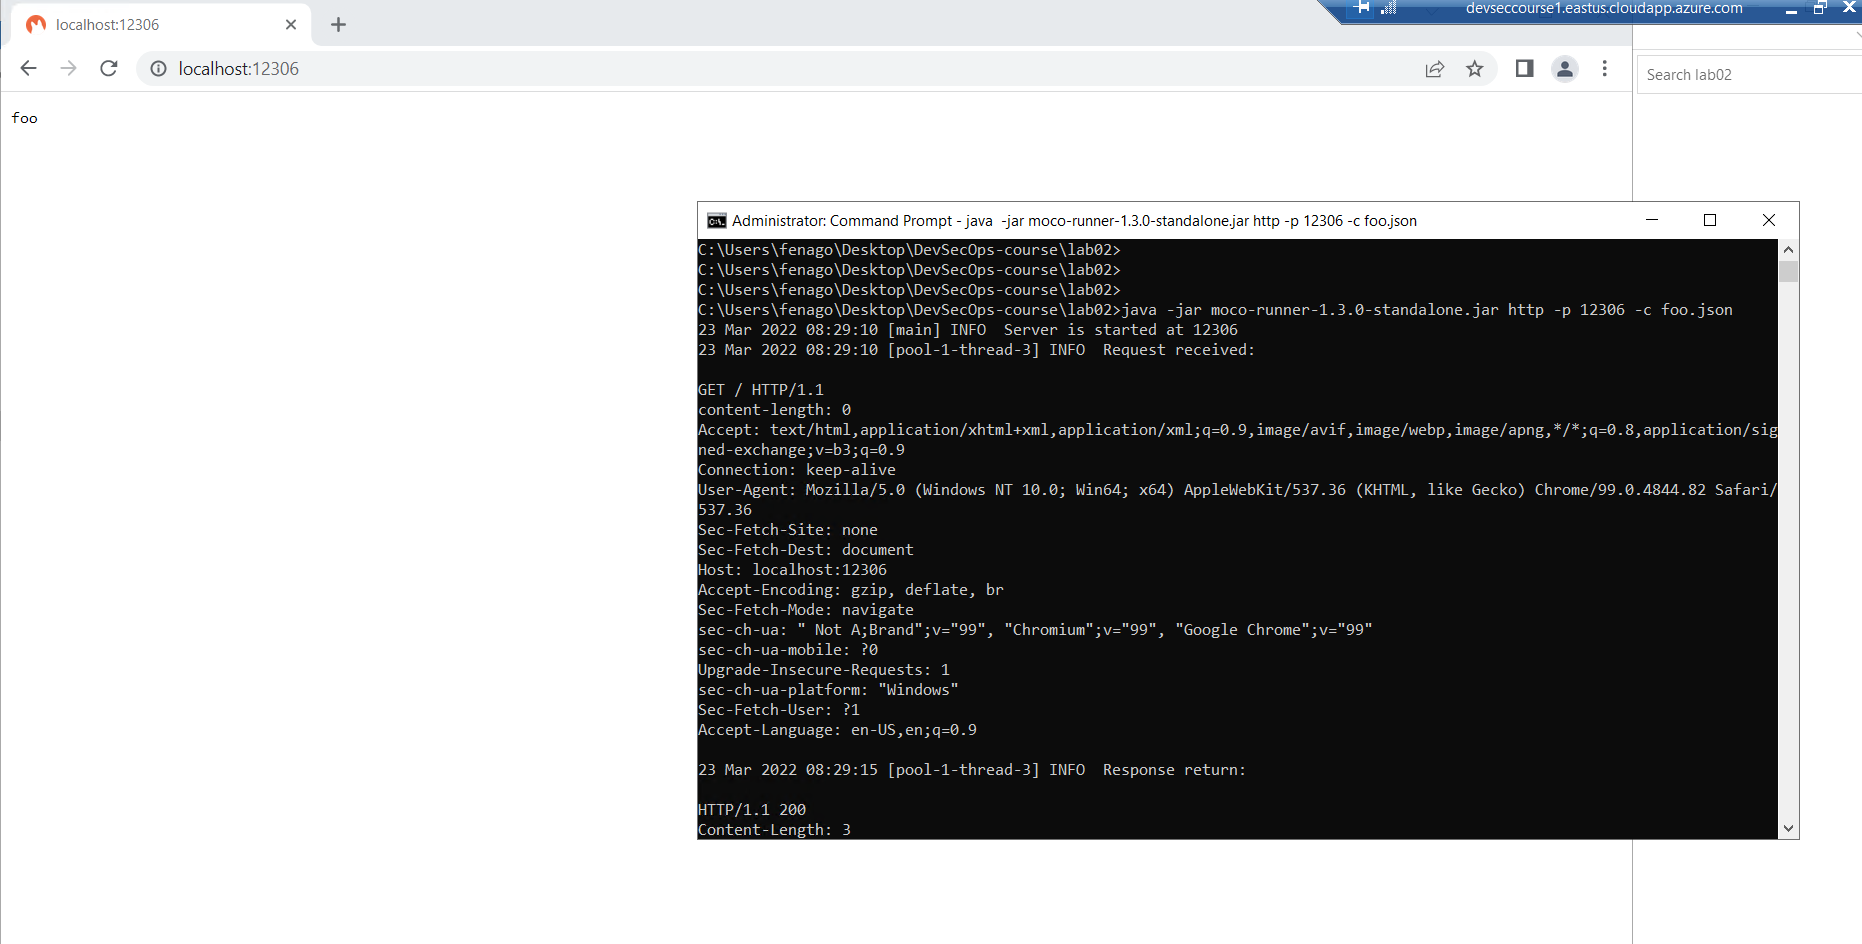 localhost:12306
devseccourse1.eastus.cloudapp.azure.com
localhost:12306
Search lab02
foo
Administrator: Command Prompt - java  -jar moco-runner-1.3.0-standalone.jar http -p 12306 -c foo.json
C:\Users\fenago\Desktop\DevSecOps-course\lab02>
C:\Users\fenago\Desktop\DevSecOps-course\lab02>
C:\Users\fenago\Desktop\DevSecOps-course\lab02>
C:\Users\fenago\Desktop\DevSecOps-course\lab02>java -jar moco-runner-1.3.0-standalone.jar http -p 12306 -c foo.json
23 Mar 2022 08:29:10 [main] INFO  Server is started at 12306
23 Mar 2022 08:29:10 [pool-1-thread-3] INFO  Request received:
GET / HTTP/1.1
content-length: 0
Accept: text/html,application/xhtml+xml,application/xml;q=0.9,image/avif,image/webp,image/apng,*/*;q=0.8,application/sig
ned-exchange;v=b3;q=0.9
Connection: keep-alive
User-Agent: Mozilla/5.0 (Windows NT 10.0; Win64; x64) AppleWebKit/537.36 (KHTML, like Gecko) Chrome/99.0.4844.82 Safari/
537.36
Sec-Fetch-Site: none
Sec-Fetch-Dest: document
Host: localhost:12306
Accept-Encoding: gzip, deflate, br
Sec-Fetch-Mode: navigate
sec-ch-ua: " Not A;Brand";v="99", "Chromium";v="99", "Google Chrome";v="99"
sec-ch-ua-mobile: ?0
Upgrade-Insecure-Requests: 1
sec-ch-ua-platform: "Windows"
Sec-Fetch-User: ?1
Accept-Language: en-US,en;q=0.9
23 Mar 2022 08:29:15 [pool-1-thread-3] INFO  Response return:
HTTP/1.1 200
Content-Length: 3